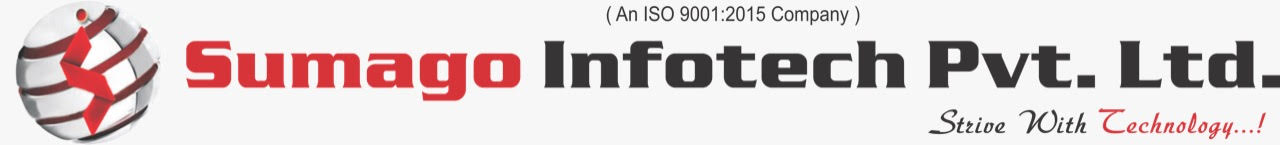 ( An ISO 9001:2015 Company )
Sumago Infotech Pvt. Ltd.
Strive With Technology...!